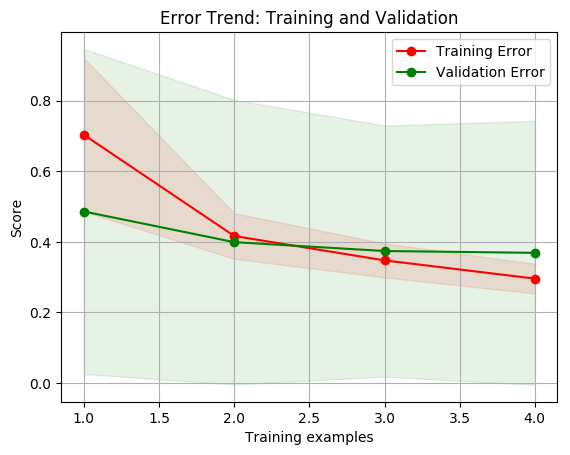 Error Trend: Training and Validation
Training Error
Validation Error
Score
0.8
0.6
0.4
0.2
0.0
1.0 1.5 2.0 2.5 3.0 3.5 4.0
Training examples